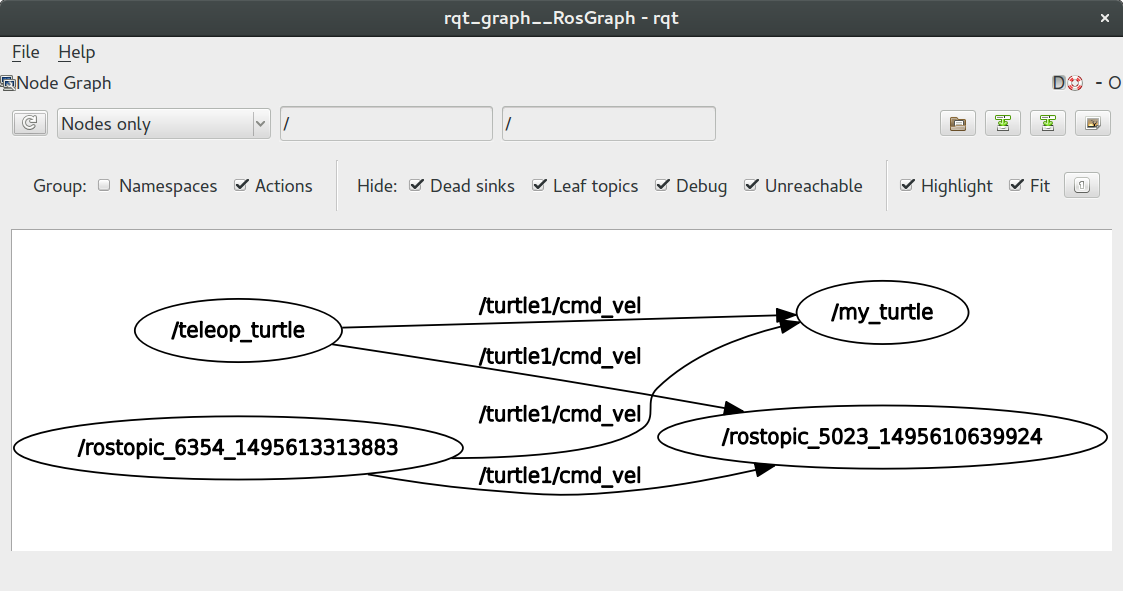 rqt_graph__RosGraph - rqt
File Help
Node Graph D - O
Nodes only / /
Group: Namespaces Actions Hide: Dead sinks Leaf topics Debug Unreachable Highlight Fit 1
/turtle1/cmd_vel /my_turtle
/teleop_turtle
/turtle1/cmd_vel
/turtle1/cmd_vel
/rostopic_5023_1495610639924
/rostopic_6354_1495613313883
/turtle1/cmd_vel